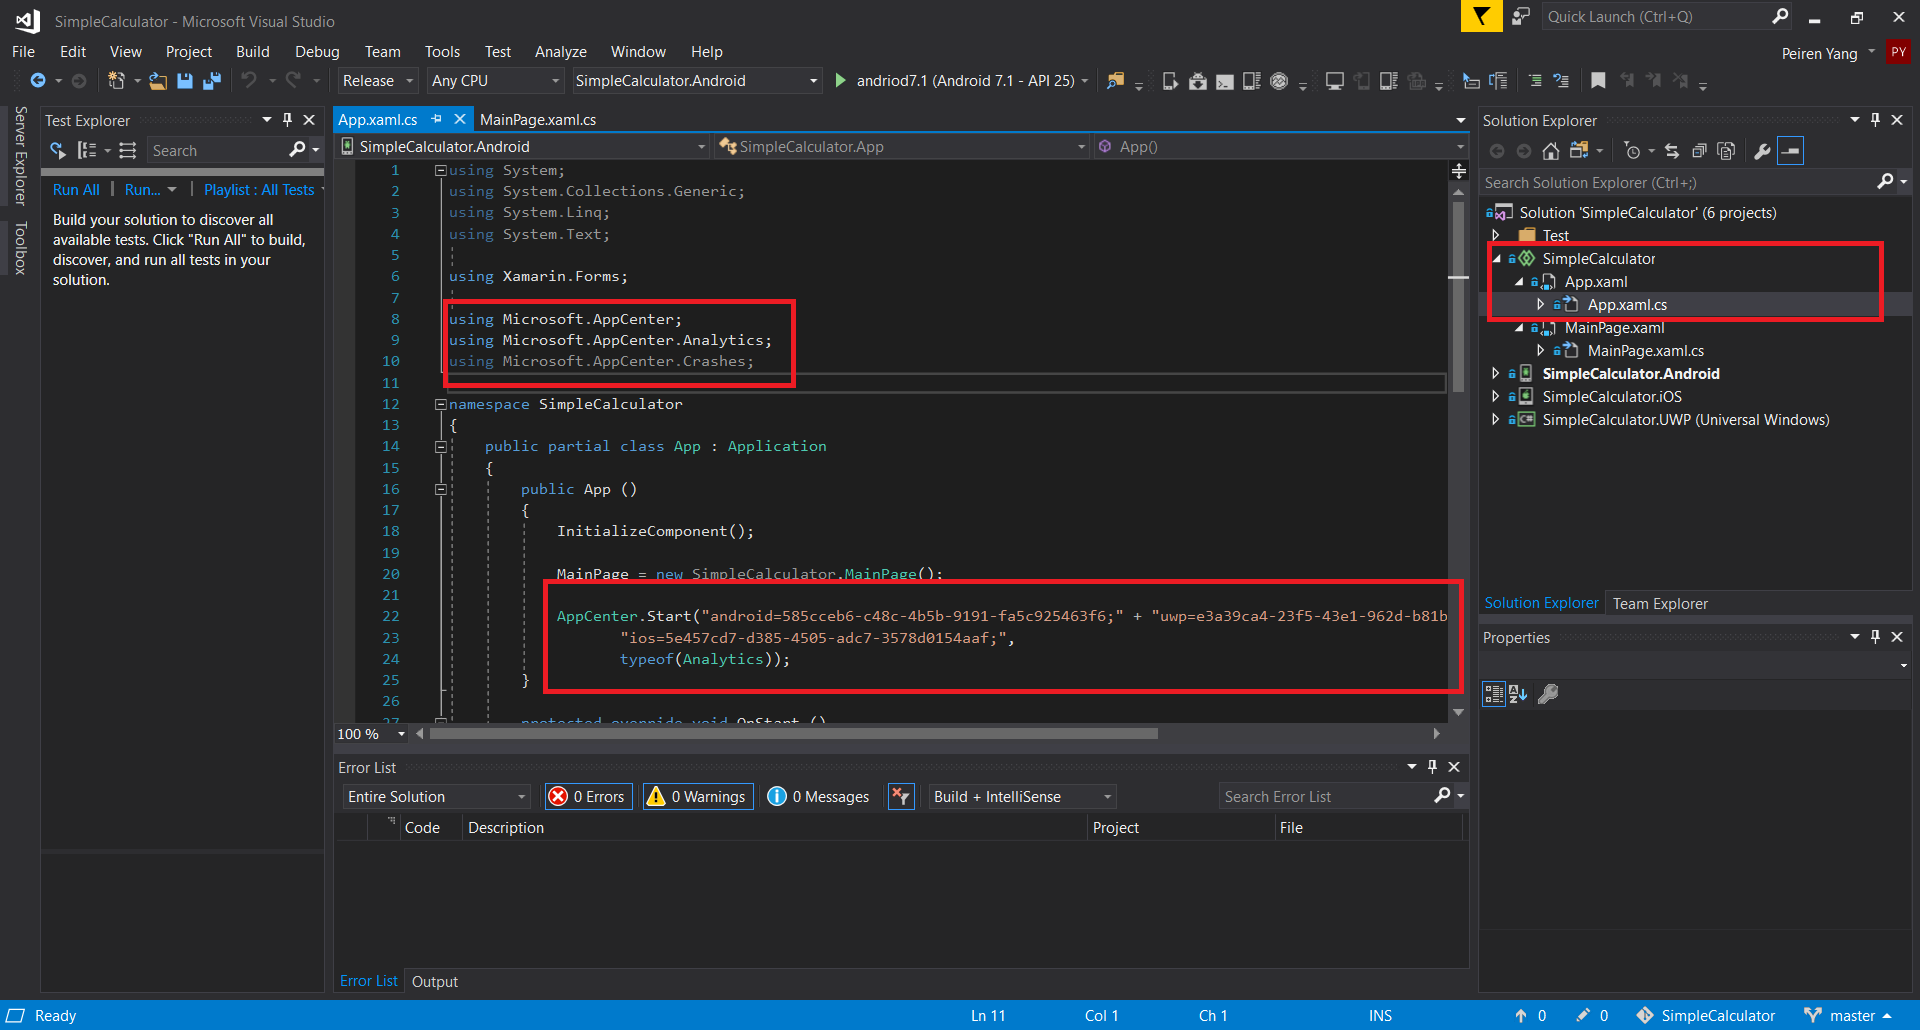 SimpleCalculator - Microsoft Visual Studio
Quick Launch (Ctrl+Q)
File Edit View Project Build Debug Team Tools Test Analyze Window Help
Peiren Yang PY
Release Any CPU SimpleCalculator.Android andriod7.1 (Android 7.1 - API 25)
Server Explorer
Toolbox
Test Explorer
Search
Run All | Run... | Playlist : All Tests
Build your solution to discover all
available tests. Click "Run All" to build,
discover, and run all tests in your
solution.
App.xaml.cs MainPage.xaml.cs
SimpleCalculator.Android SimpleCalculator.App App()
1 using System;
2 using System.Collections.Generic;
3 using System.Linq;
4 using System.Text;
5
6 using Xamarin.Forms;
7
8 using Microsoft.AppCenter;
9 using Microsoft.AppCenter.Analytics;
10 using Microsoft.AppCenter.Crashes;
11
12 namespace SimpleCalculator
13 {
14 public partial class App : Application
15 {
16 public App ()
17 {
18 InitializeComponent();
19
20 MainPage = new SimpleCalculator.MainPage();
21
22 AppCenter.Start("android=585cceb6-c48c-4b5b-9191-fa5c925463f6;" + "uwp=e3a39ca4-23f5-43e1-962d-b81b
23 "ios=5e457cd7-d385-4505-adc7-3578d0154aaf;",
24 typeof(Analytics));
25 }
26
27 protected override void OnStart ()
100 %
Error List
Entire Solution 0 Errors 0 Warnings 0 Messages Build + IntelliSense Search Error List
Code Description Project File
Error List Output
Solution Explorer
Search Solution Explorer (Ctrl+;)
Solution 'SimpleCalculator' (6 projects)
Test
SimpleCalculator
App.xaml
App.xaml.cs
MainPage.xaml
MainPage.xaml.cs
SimpleCalculator.Android
SimpleCalculator.iOS
SimpleCalculator.UWP (Universal Windows)
Solution Explorer Team Explorer
Properties
Ready Ln 11 Col 1 Ch 1 INS 0 0 SimpleCalculator master